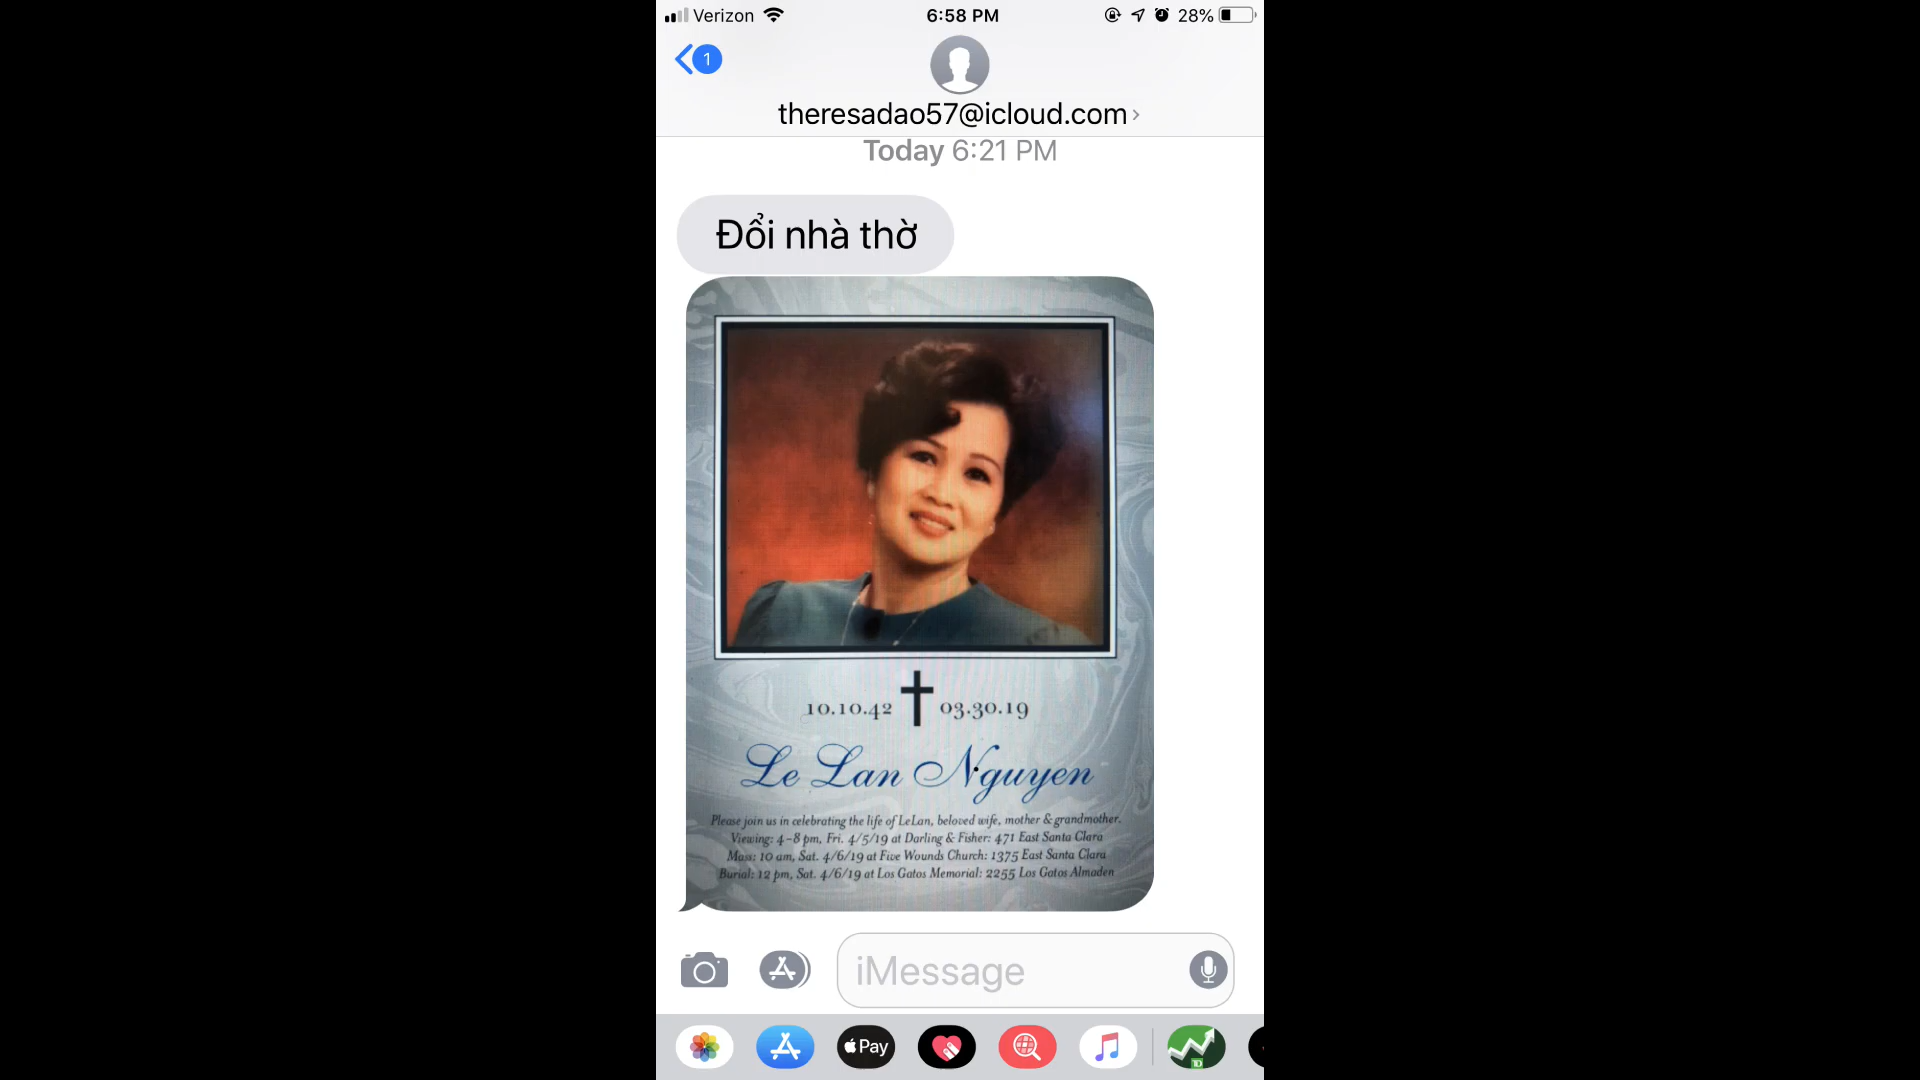 Verizon 6:58 PM 28%
1
theresadao57@icloud.com
Today 6:21 PM
Đổi nhà thờ
10.10.42 03.30.19
Le Lan Nguyen
Please join us in celebrating the life of LeLan, beloved wife, mother & grandmother.
Viewing: 4-8 pm, Fri. 4/5/19 at Darling & Fisher: 471 East Santa Clara
Mass: 10 am, Sat. 4/6/19 at Five Wounds Church: 1375 East Santa Clara
Burial: 12 pm, Sat. 4/6/19 at Los Gatos Memorial: 2255 Los Gatos Almaden
iMessage
Pay
TD